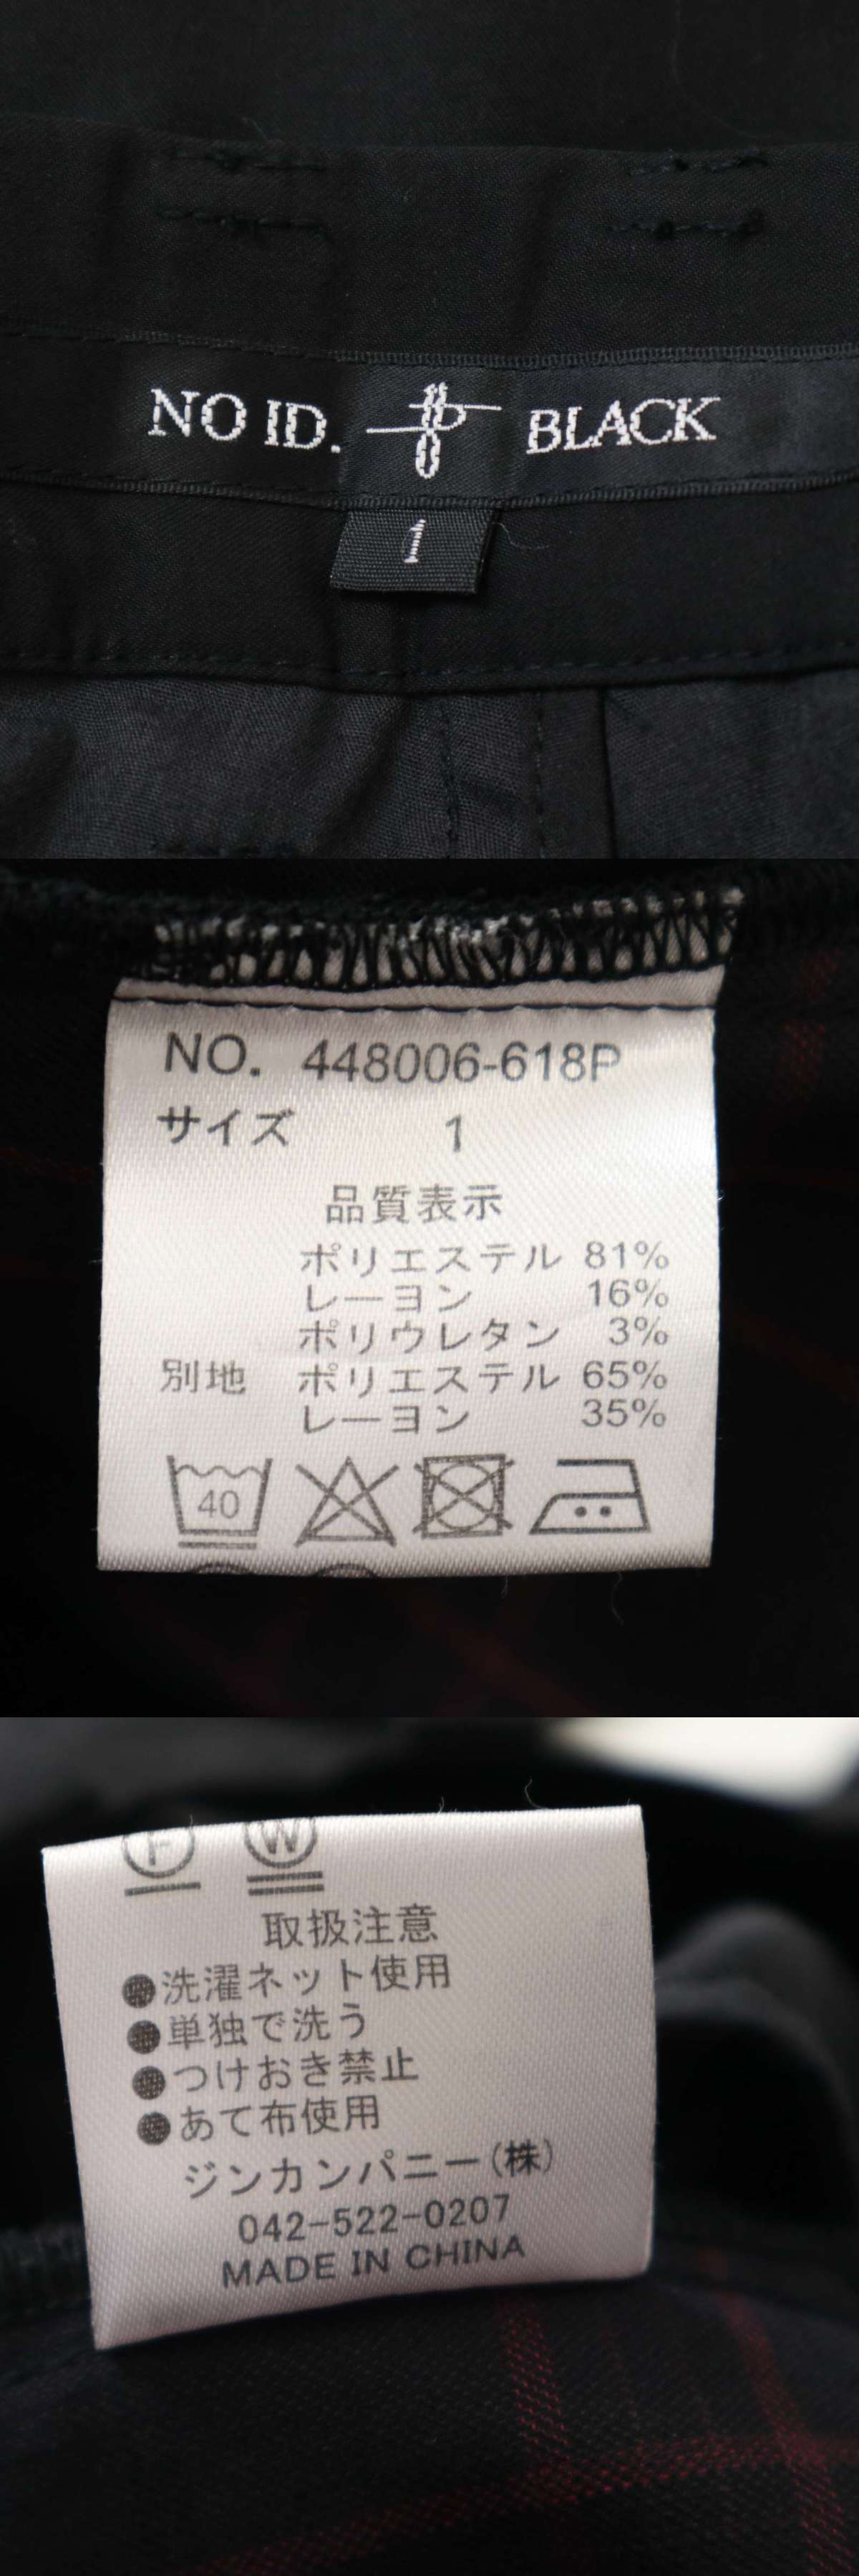 NO ID. BLACK
1
NO. 448006-618P
サイズ 1
品質表示
ポリエステル 81%
レーヨン 16%
ポリウレタン 3%
別地 ポリエステル 65%
レーヨン 35%
40
F W
取扱注意
●洗濯ネット使用
●単独で洗う
●つけおき禁止
●あて布使用
ジンカンパニー(株)
042-522-0207
MADE IN CHINA